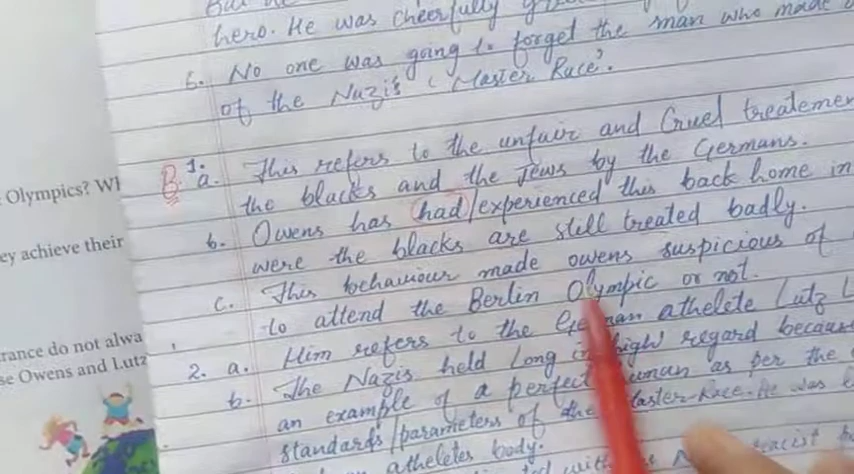 hero. He was cheerfully
5. No one was going to forget the man who made
of the Nazi's 'Master Race'.
B. 1. a. This refers to the unfair and Cruel treatemen
the blacks and the Jews by the Germans.
b. Owens has had/experienced this back home in
were the blacks are still treated badly.
c. This behaviour made owens suspicious of
to attend the Berlin Olympic or not.
2. a. Him refers to the German athelete Lutz L
b. The Nazis held Long in high regard because
an example of a perfect human as per the
standards/parameters of the Master-Race. He was
atheletes body.
Olympics? Wh
ey achieve their
rance do not alwa
se Owens and Lutz